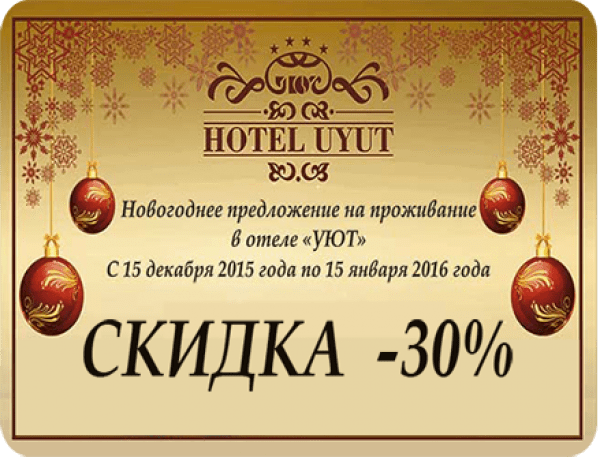 HOTEL UYUT
Новогоднее предложение на проживание
в отеле «УЮТ»
С 15 декабря 2015 года по 15 января 2016 года
СКИДКА -30%